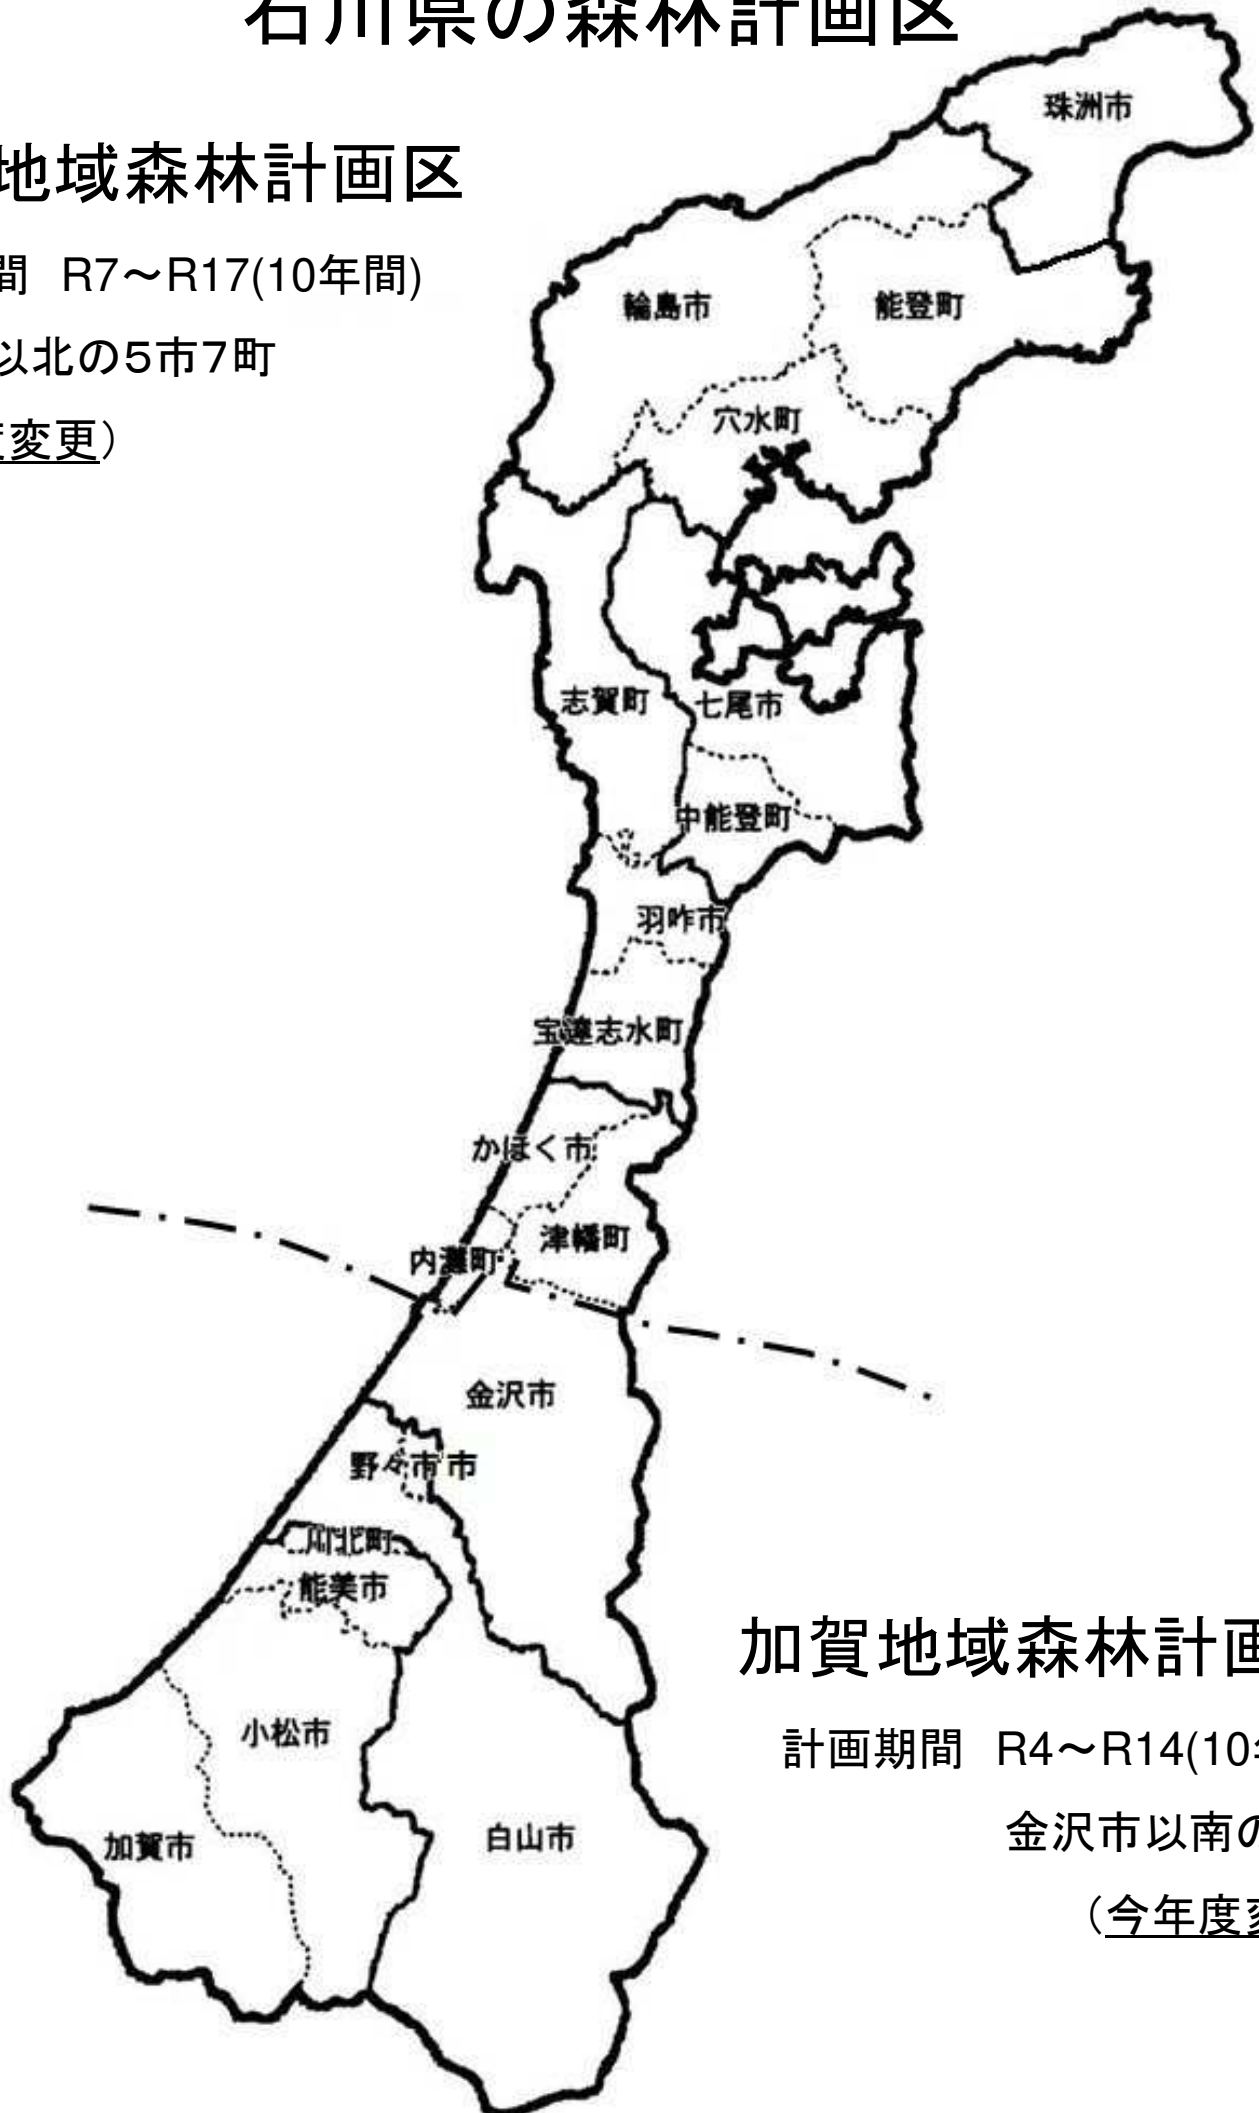 石川県の森林計画区
地域森林計画区
間 R7～R17(10年間)
以北の5市7町
度変更)
珠洲市
輪島市
能登町
穴水町
志賀町
七尾市
中能登町
羽咋市
宝達志水町
かほく市
津幡町
内灘町
金沢市
野々市市
川北町
能美市
小松市
加賀市
白山市
加賀地域森林計画
計画期間 R4～R14(10年
金沢市以南の
(今年度変